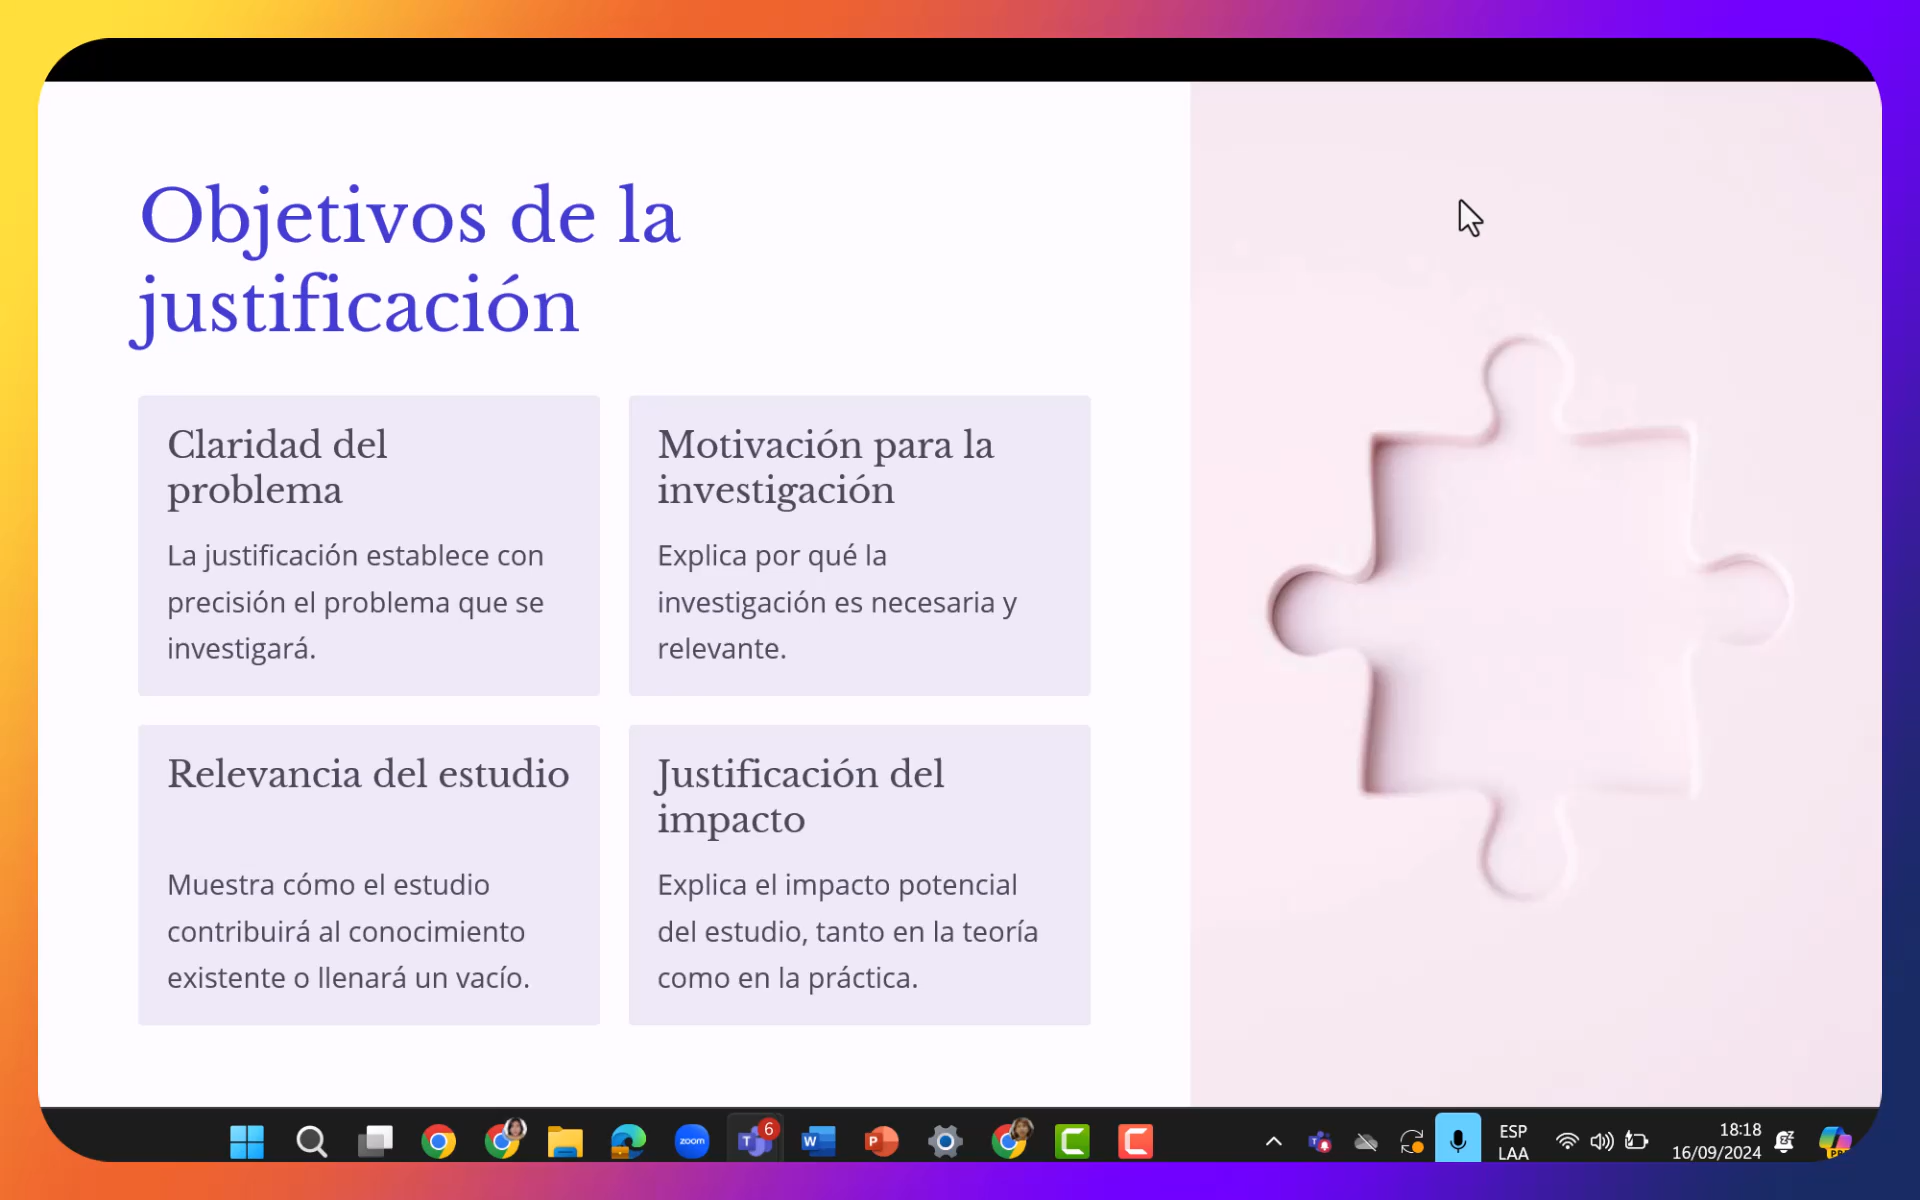 Objetivos de la
justificación
Claridad del
problema
La justificación establece con
precisión el problema que se
investigará.
Motivación para la
investigación
Explica por qué la
investigación es necesaria y
relevante.
Relevancia del estudio
Muestra cómo el estudio
contribuirá al conocimiento
existente o llenará un vacío.
Justificación del
impacto
Explica el impacto potencial
del estudio, tanto en la teoría
como en la práctica.
zoom
T
6
W
P
ESP
LAA
18:18
16/09/2024